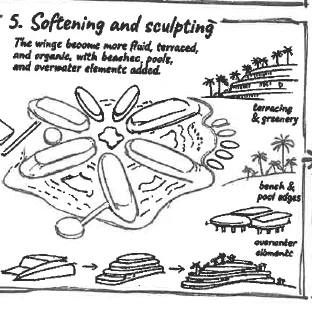 5. Softening and sculpting
The wings become more fluid, terraced,
and organic, with beaches, pools,
and overwater elements added.
terracing
& greenery
beach &
pool edges
overwater
elements